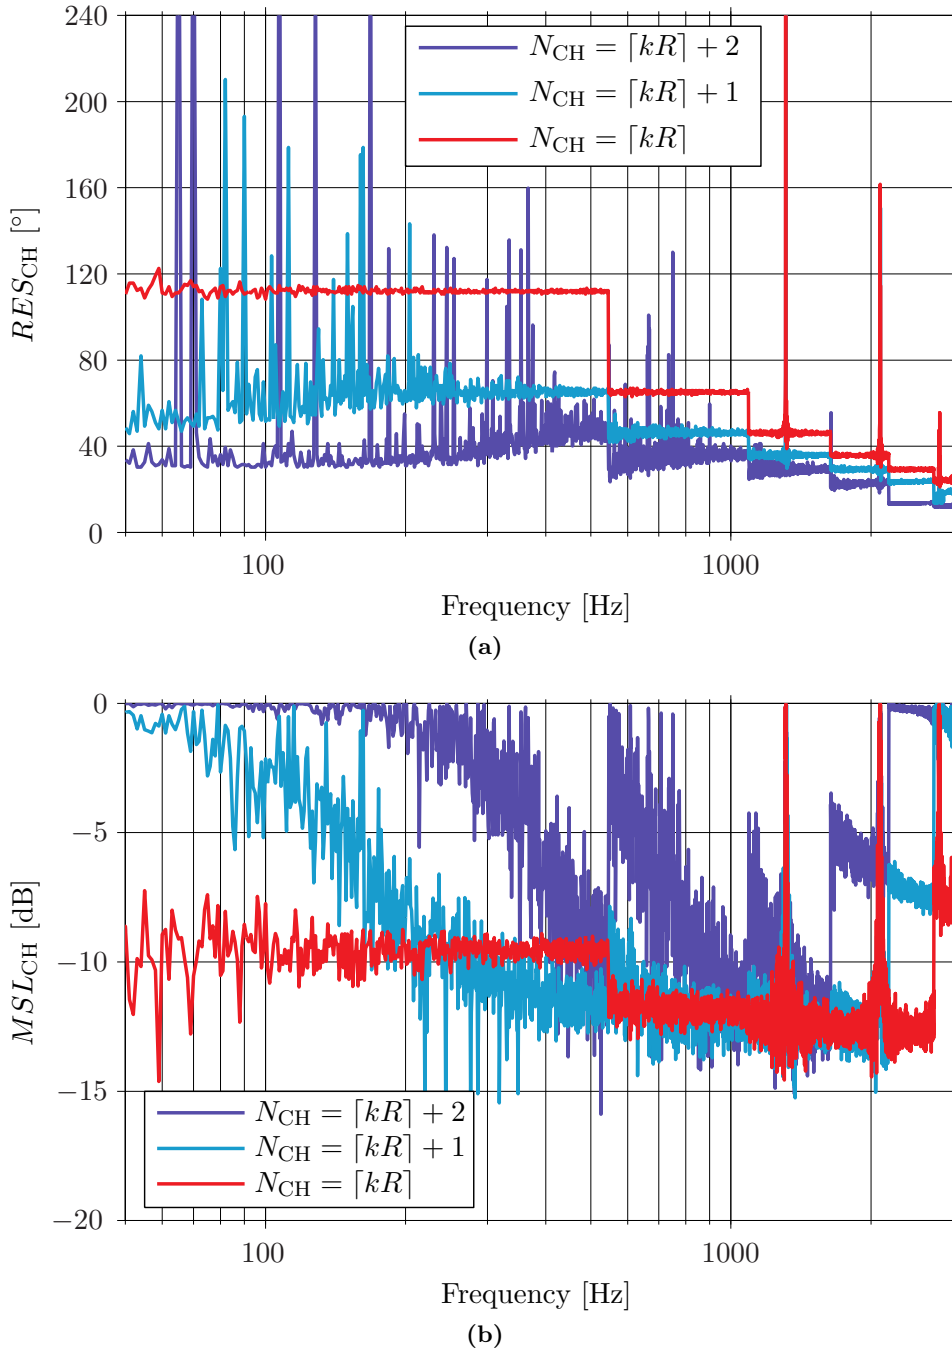 240
200
160
120
80
40
0
RES_CH [°]
N_CH = ⌈kR⌉ + 2
N_CH = ⌈kR⌉ + 1
N_CH = ⌈kR⌉
100 1000
Frequency [Hz]
(a)
0
−5
−10
−15
−20
MSL_CH [dB]
N_CH = ⌈kR⌉ + 2
N_CH = ⌈kR⌉ + 1
N_CH = ⌈kR⌉
100 1000
Frequency [Hz]
(b)